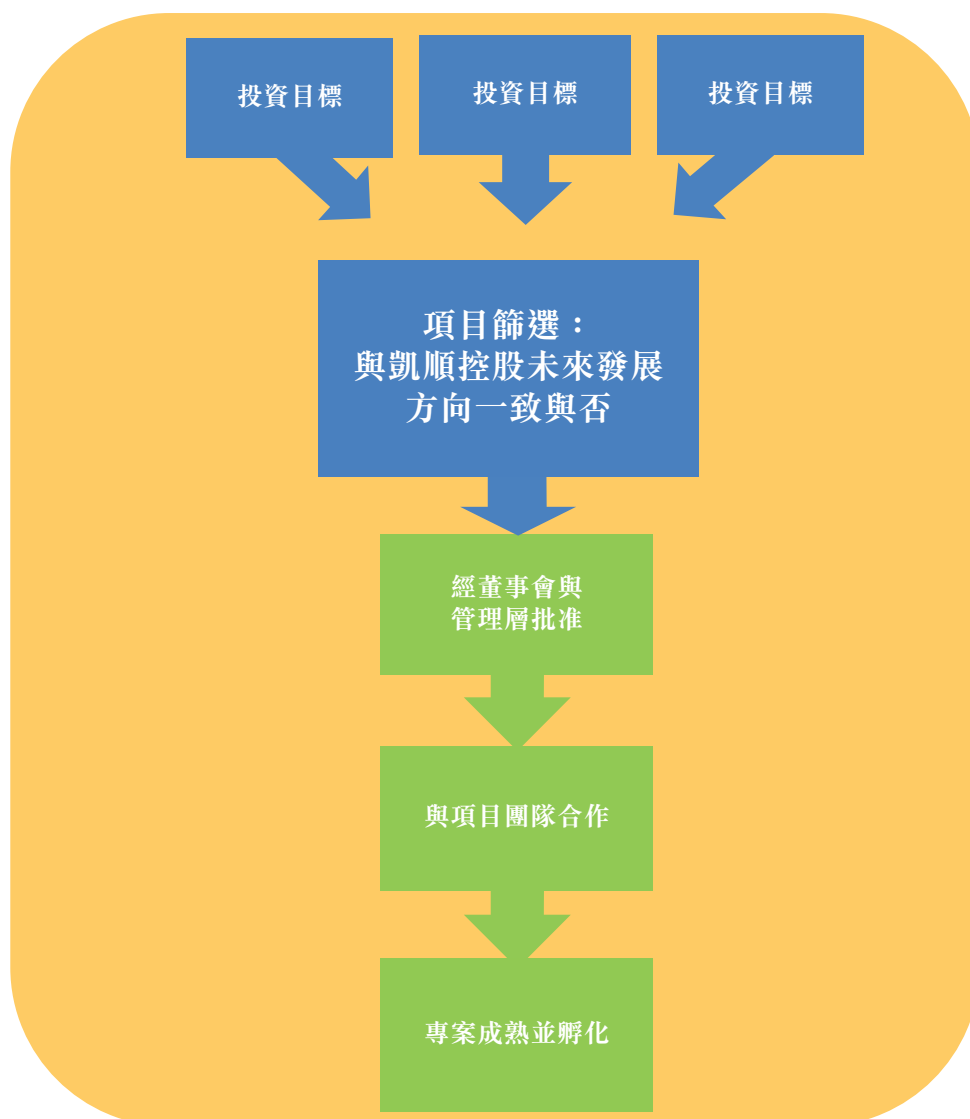 投資目標
投資目標
投資目標
項目篩選：
與凱順控股未來發展
方向一致與否
經董事會與
管理層批准
與項目團隊合作
專案成熟並孵化